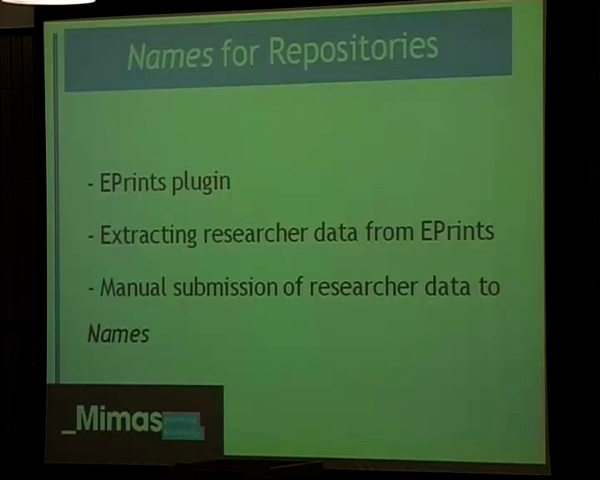 Names for Repositories
- EPrints plugin
- Extracting researcher data from EPrints
- Manual submission of researcher data to
Names
_Mimas